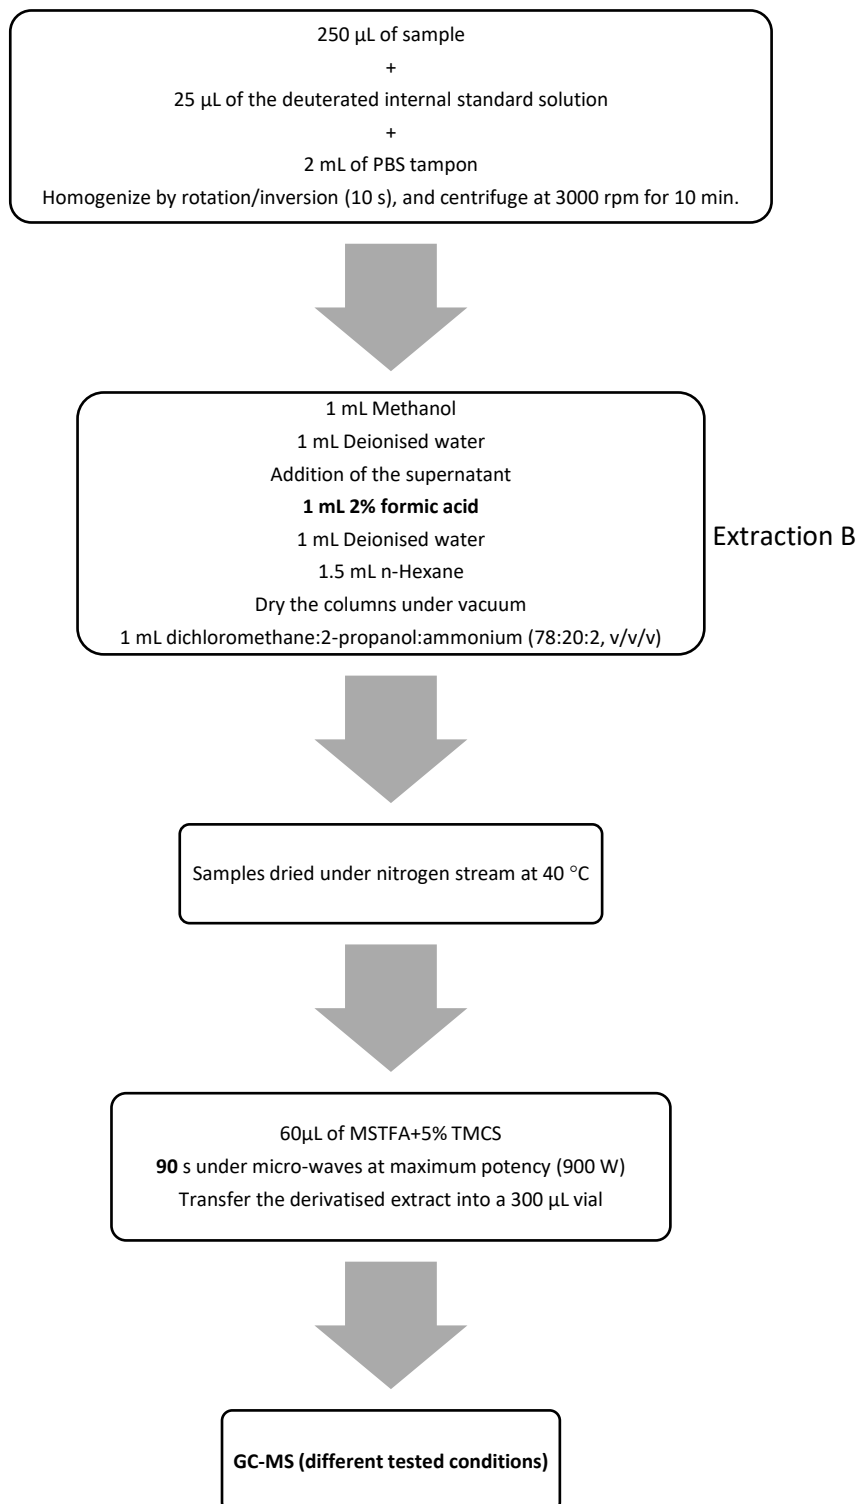 250 µL of sample
+
25 µL of the deuterated internal standard solution
+
2 mL of PBS tampon
Homogenize by rotation/inversion (10 s), and centrifuge at 3000 rpm for 10 min.
1 mL Methanol
1 mL Deionised water
Addition of the supernatant
1 mL 2% formic acid
1 mL Deionised water
1.5 mL n-Hexane
Dry the columns under vacuum
1 mL dichloromethane:2-propanol:ammonium (78:20:2, v/v/v)
Extraction B
Samples dried under nitrogen stream at 40 °C
60µL of MSTFA+5% TMCS
90 s under micro-waves at maximum potency (900 W)
Transfer the derivatised extract into a 300 µL vial
GC-MS (different tested conditions)